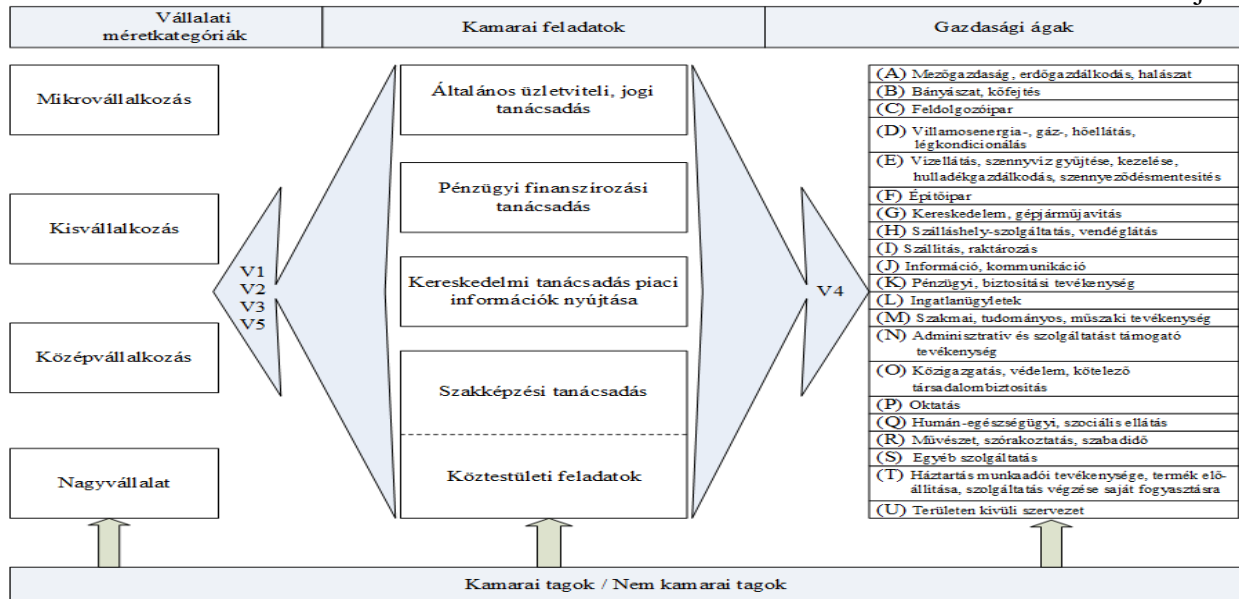 Vállalati
méretkategóriák
Kamarai feladatok
Gazdasági ágak
Mikrovállalkozás
Kisvállalkozás
Középvállalkozás
Nagyvállalat
V1
V2
V3
V5
Általános üzletviteli, jogi
tanácsadás
Pénzügyi finanszírozási
tanácsadás
Kereskedelmi tanácsadás piaci
információk nyújtása
Szakképzési tanácsadás
Köztestületi feladatok
V4
(A) Mezőgazdaság, erdőgazdálkodás, halászat
(B) Bányászat, kőfejtés
(C) Feldolgozóipar
(D) Villamosenergia-, gáz-, hőellátás,
légkondicionálás
(E) Vízellátás, szennyvíz gyűjtése, kezelése,
hulladékgazdálkodás, szennyeződésmentesítés
(F) Építőipar
(G) Kereskedelem, gépjárműjavítás
(H) Szálláshely-szolgáltatás, vendéglátás
(I) Szállítás, raktározás
(J) Információ, kommunikáció
(K) Pénzügyi, biztosítási tevékenység
(L) Ingatlanügyletek
(M) Szakmai, tudományos, műszaki tevékenység
(N) Adminisztratív és szolgáltatást támogató
tevékenység
(O) Közigazgatás, védelem, kötelező
társadalombiztosítás
(P) Oktatás
(Q) Humán-egészségügyi, szociális ellátás
(R) Művészet, szórakoztatás, szabadidő
(S) Egyéb szolgáltatás
(T) Háztartás munkaadói tevékenysége, termék elő-
állítása, szolgáltatás végzése saját fogyasztásra
(U) Területen kívüli szervezet
Kamarai tagok / Nem kamarai tagok